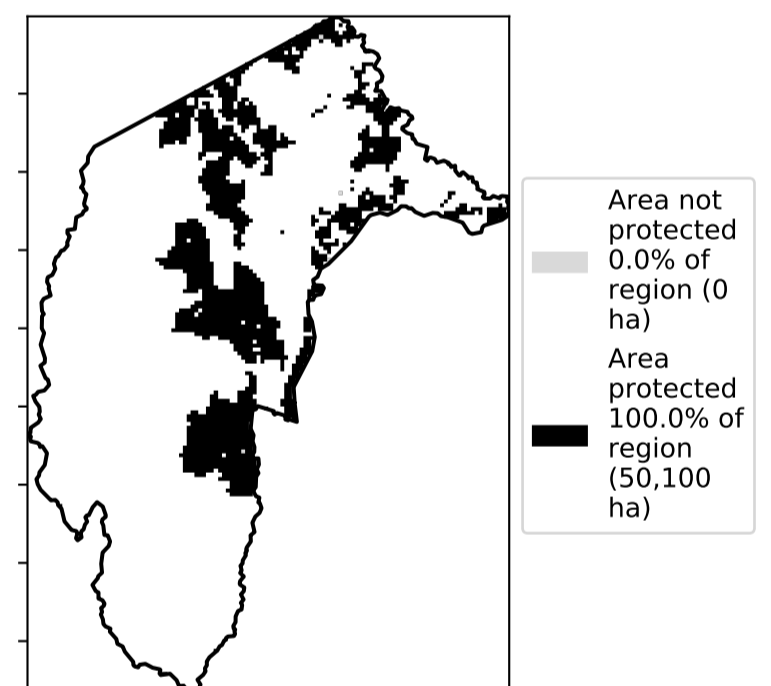 Area not
protected
0.0% of
region (0
ha)
Area
protected
100.0% of
region
(50,100
ha)